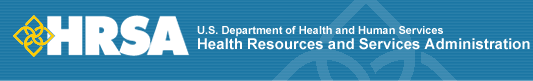 HRSA
U.S. Department of Health and Human Services
Health Resources and Services Administration